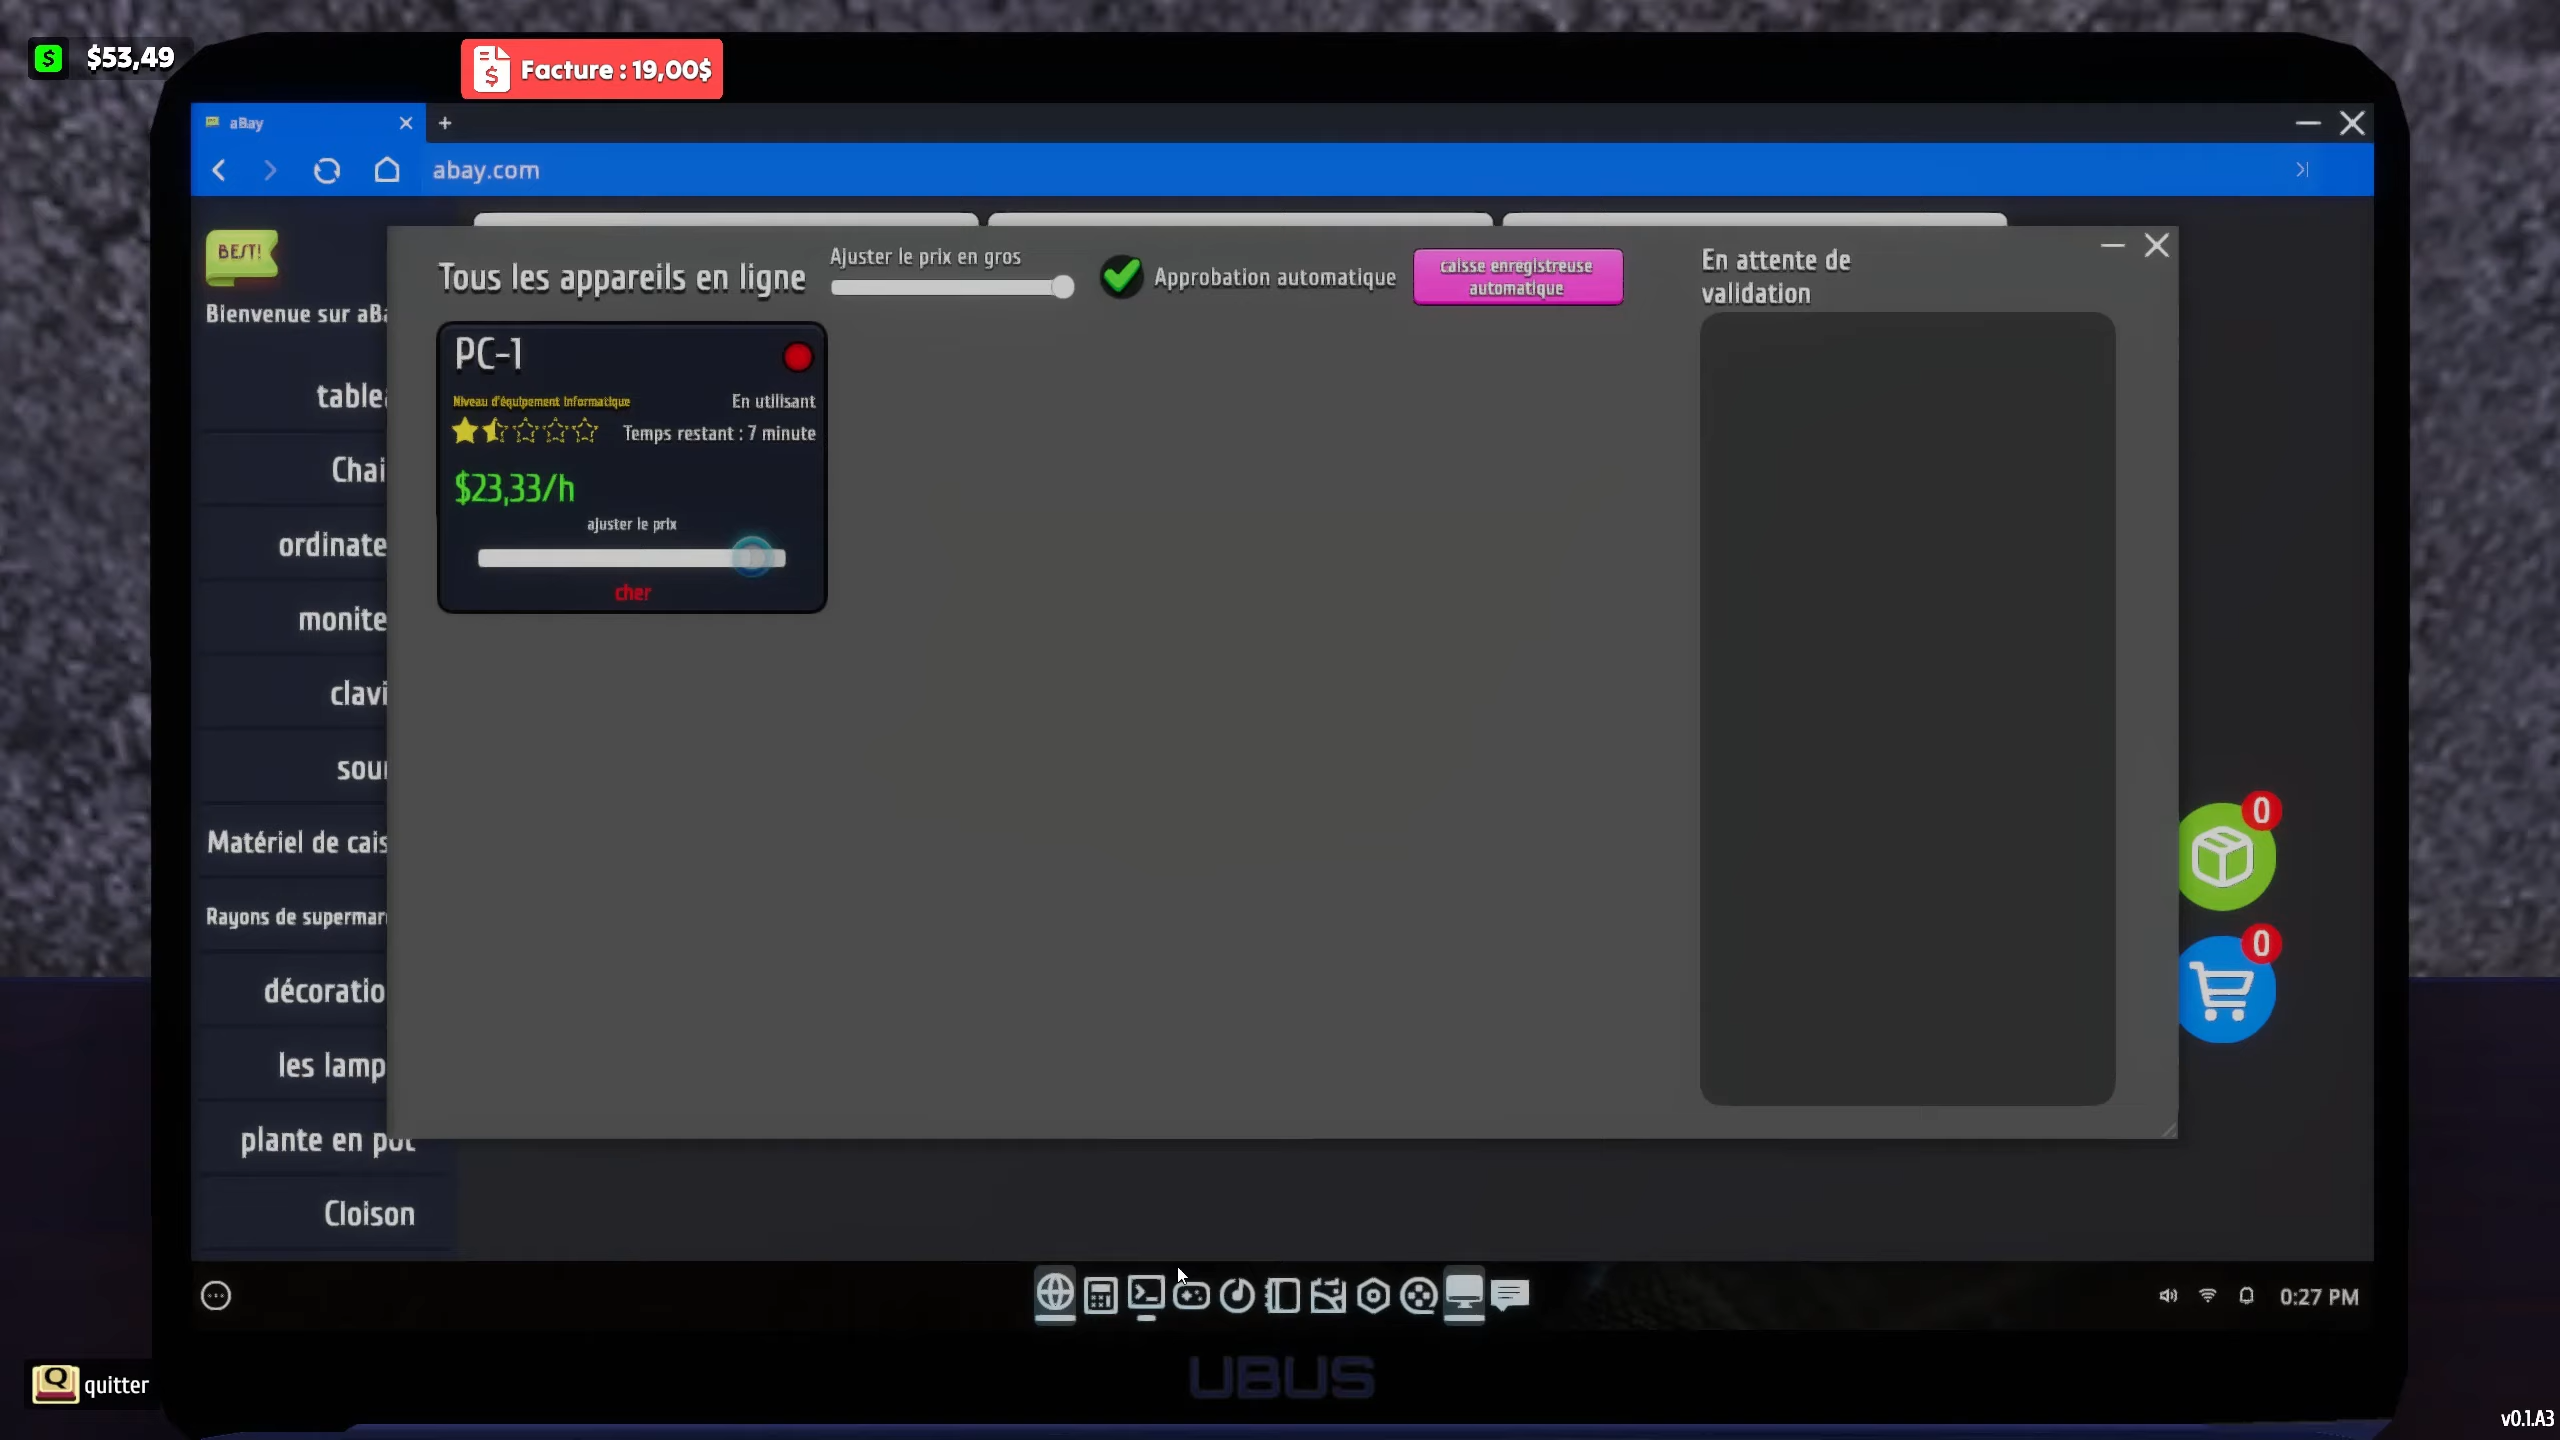 $53,49
Facture : 19,00$
aBay
abay.com
BEST!
Bienvenue sur aBa
table
Chai
ordinate
monite
clavi
sour
Matériel de cais
Rayons de supermar
décoratio
les lamp
plante en pot
Cloison
Tous les appareils en ligne
Ajuster le prix en gros
Approbation automatique
caisse enregistreuse
automatique
En attente de
validation
PC-1
Niveau d'équipement informatique
En utilisant
Temps restant : 7 minute
$23,33/h
ajuster le prix
cher
0
0
0:27 PM
UBUS
Q quitter
v0.1.A3